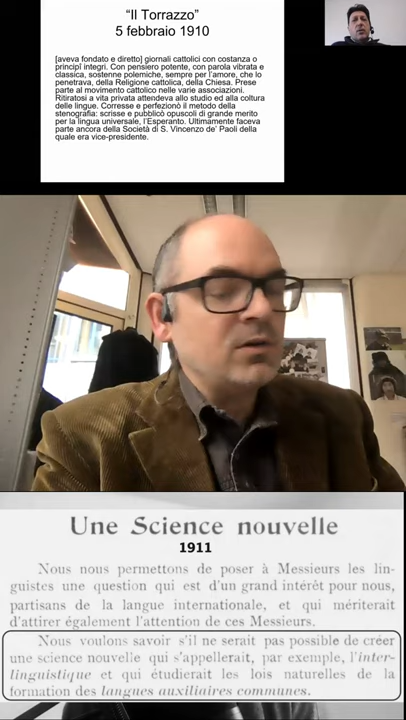 “Il Torrazzo”
5 febbraio 1910
[aveva fondato e diretto] giornali cattolici con costanza o
principî integri. Con pensiero potente, con parola vibrata e
classica, sostenne polemiche, sempre per l’amore, che lo
penetrava, della Religione cattolica, della Chiesa. Prese
parte al movimento cattolico nelle varie associazioni.
Ritiratosi a vita privata attendeva allo studio ed alla coltura
delle lingue. Corresse e perfezionò il metodo della
stenografia: scrisse e pubblicò opuscoli di grande merito
per la lingua universale, l’Esperanto. Ultimamente faceva
parte ancora della Società di S. Vincenzo de’ Paoli della
quale era vice-presidente.
Une Science nouvelle
1911
Nous nous permettons de poser à Messieurs les lin-
guistes une question qui est d'un grand intérêt pour nous,
partisans de la langue internationale, et qui mériterait
d'attirer également l'attention de ces Messieurs.
Nous voulons savoir s'il ne serait pas possible de créer
une science nouvelle qui s'appellerait, par exemple, l'inter-
linguistique et qui étudierait les lois naturelles de la
formation des langues auxiliaires communes.